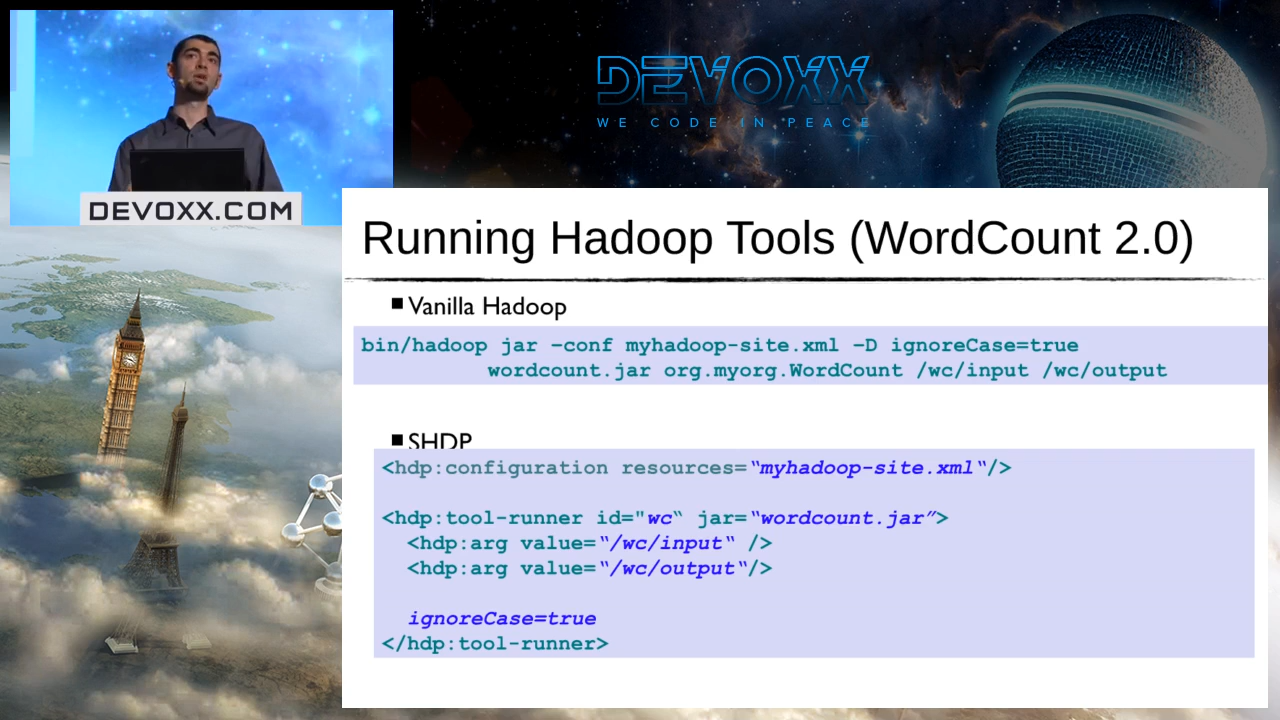 DEVOXX
WE CODE IN PEACE
DEVOXX.COM
Running Hadoop Tools (WordCount 2.0)
Vanilla Hadoop
bin/hadoop jar –conf myhadoop-site.xml –D ignoreCase=true
wordcount.jar org.myorg.WordCount /wc/input /wc/output
SHDP
<hdp:configuration resources=“myhadoop-site.xml“/>
<hdp:tool-runner id="wc“ jar=“wordcount.jar”>
<hdp:arg value=“/wc/input“ />
<hdp:arg value=“/wc/output“/>
ignoreCase=true
</hdp:tool-runner>